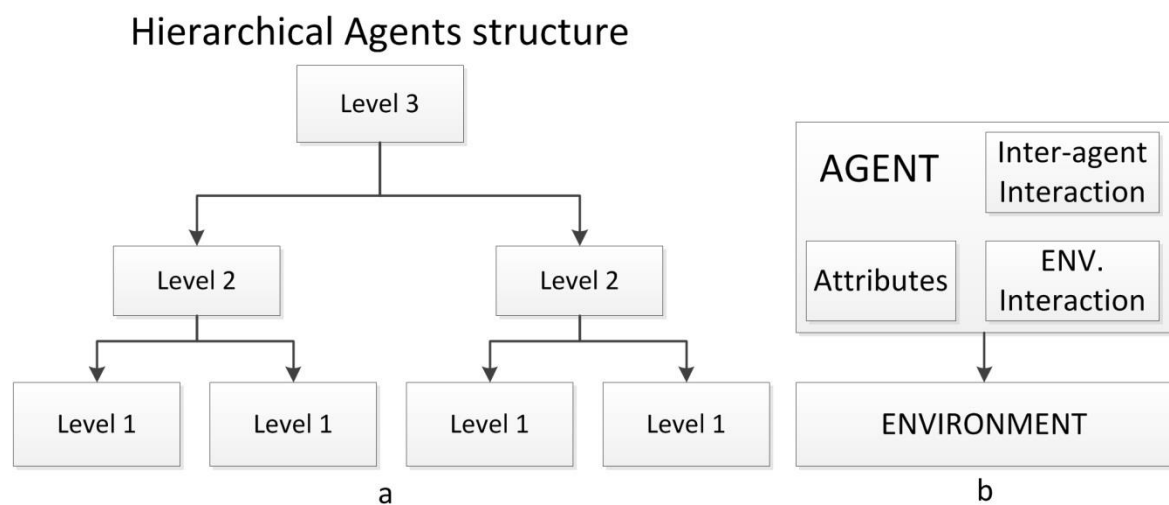 Hierarchical Agents structure
Level 3
Level 2
Level 2
Level 1
Level 1
Level 1
Level 1
a
AGENT
Inter-agent
Interaction
Attributes
ENV.
Interaction
ENVIRONMENT
b